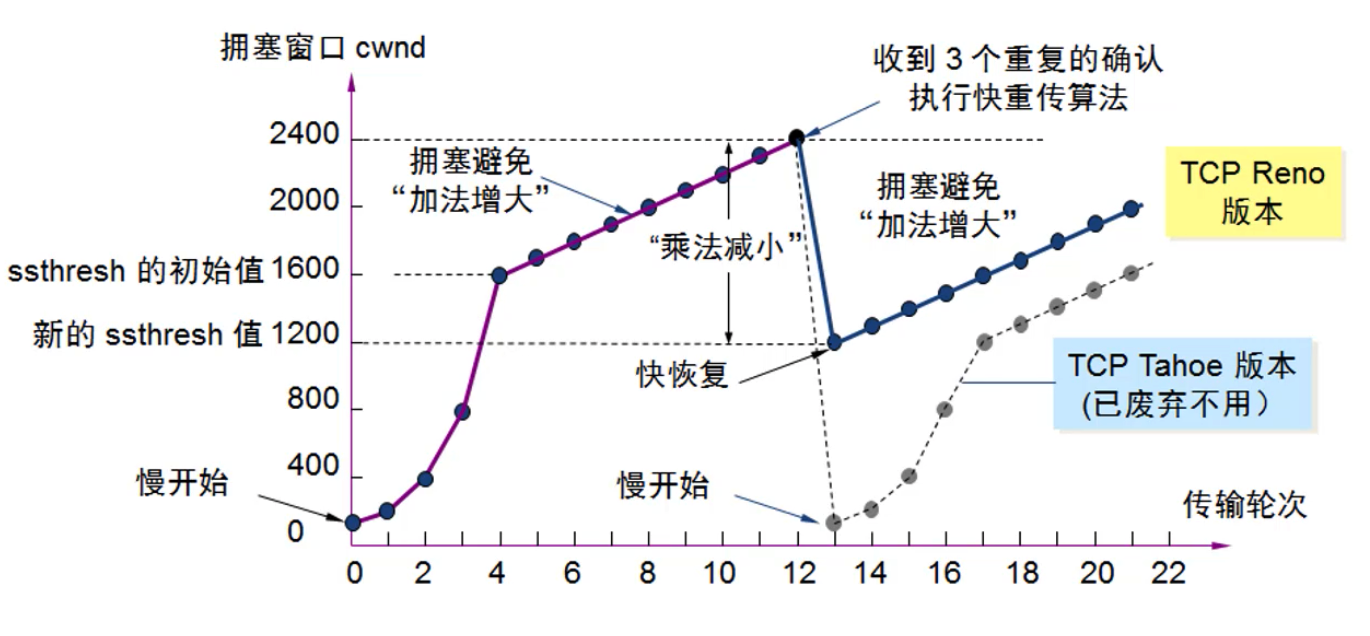 拥塞窗口 cwnd
收到 3 个重复的确认
执行快重传算法
2400
拥塞避免
“加法增大”
拥塞避免
“加法增大”
TCP Reno
版本
2000
“乘法减小”
ssthresh 的初始值 1600
新的 ssthresh 值 1200
快恢复
TCP Tahoe 版本
(已废弃不用）
800
400
慢开始
慢开始
传输轮次
0
0 2 4 6 8 10 12 14 16 18 20 22